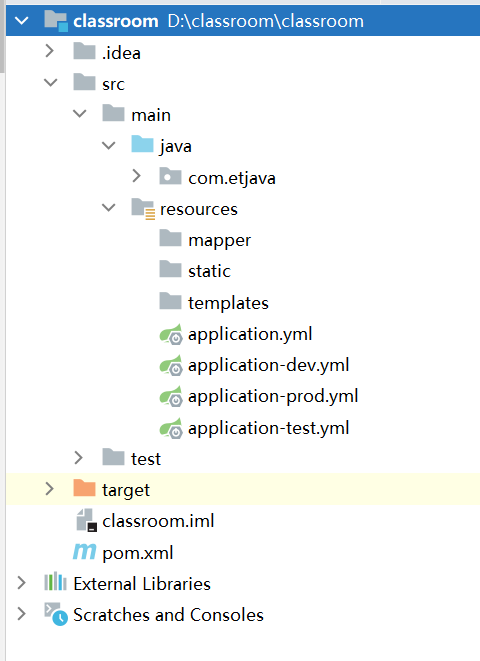 classroom D:\classroom\classroom
.idea
src
main
java
com.etjava
resources
mapper
static
templates
application.yml
application-dev.yml
application-prod.yml
application-test.yml
test
target
classroom.iml
m pom.xml
External Libraries
Scratches and Consoles